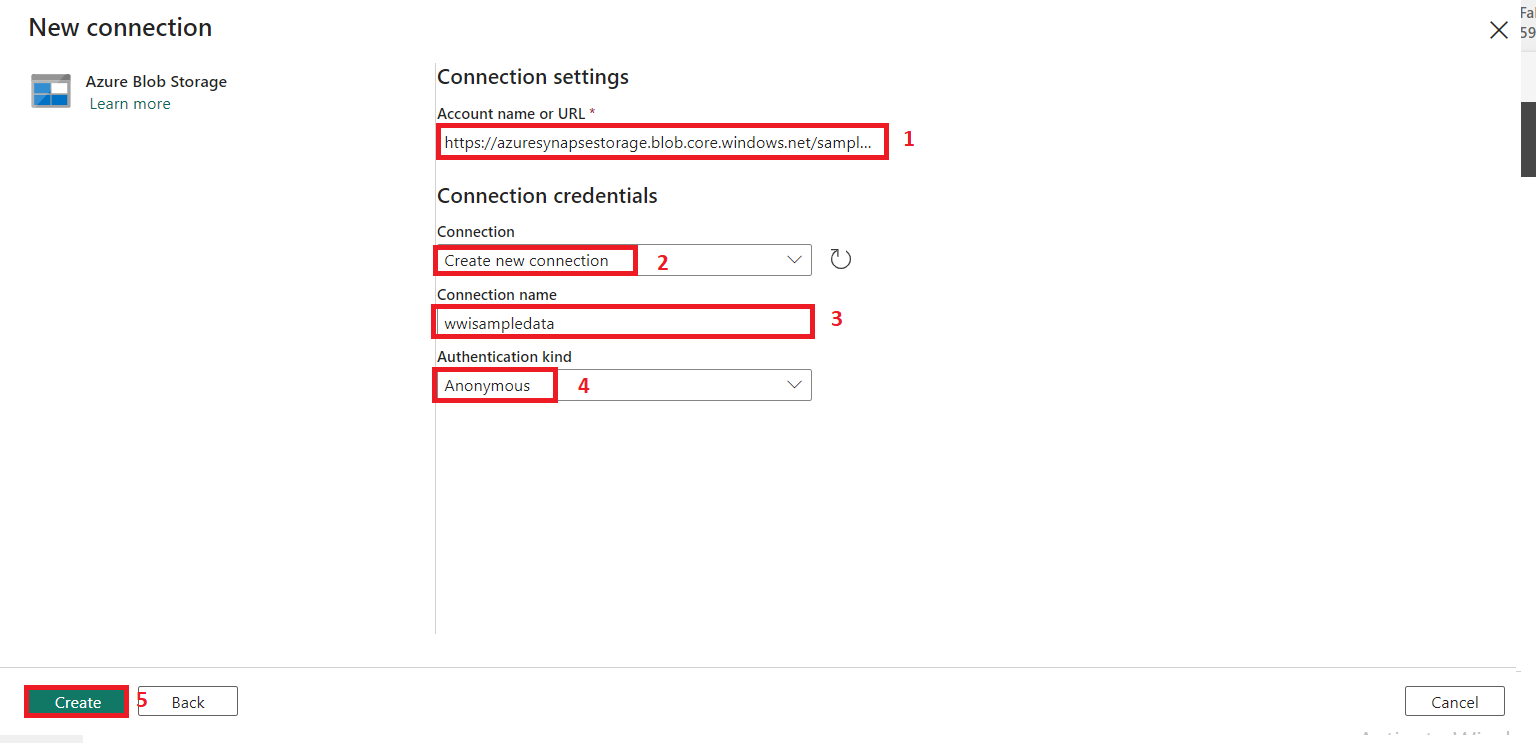 New connection
Azure Blob Storage
Learn more
Connection settings
Account name or URL *
https://azuresynapsestorage.blob.core.windows.net/sampl... 1
Connection credentials
Connection
Create new connection 2
Connection name
wwisampledata 3
Authentication kind
Anonymous 4
Create 5 Back Cancel
59